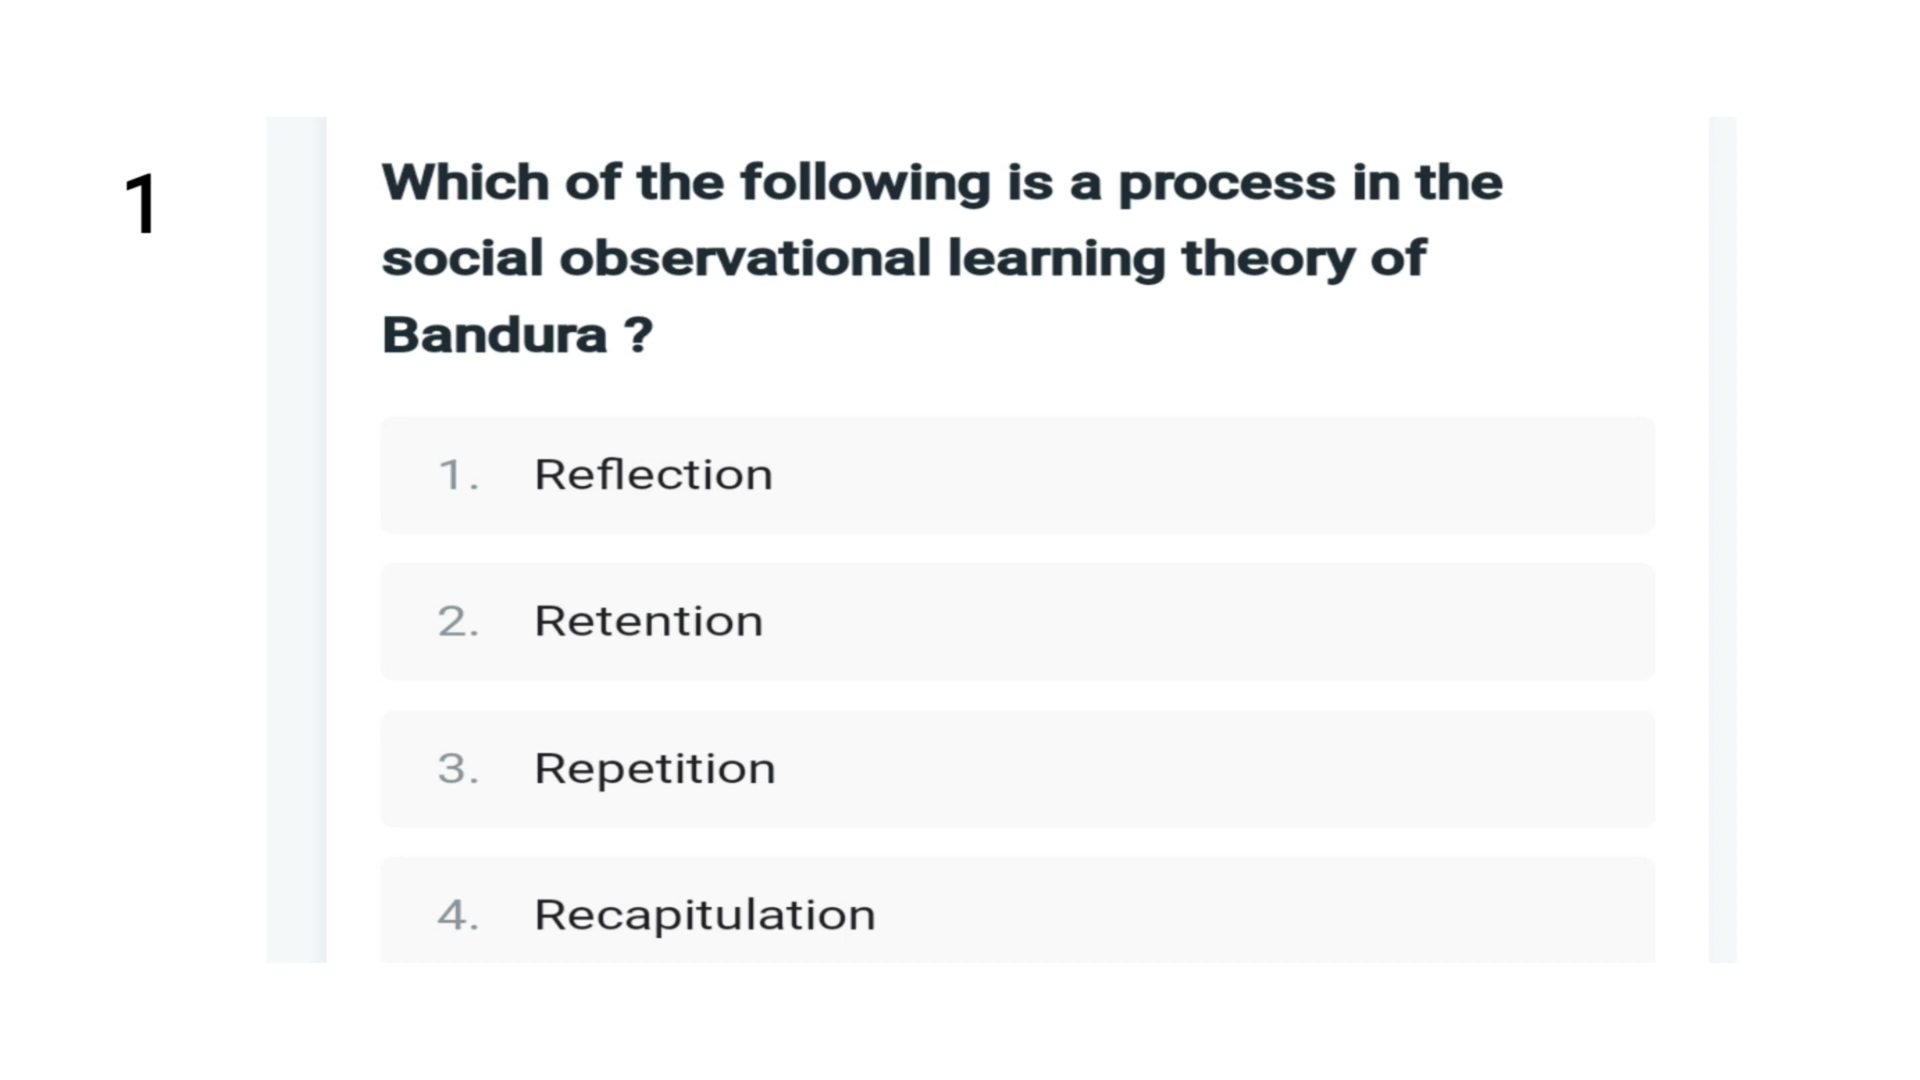 1
Which of the following is a process in the
social observational learning theory of
Bandura ?
1. Reflection
2. Retention
3. Repetition
4. Recapitulation